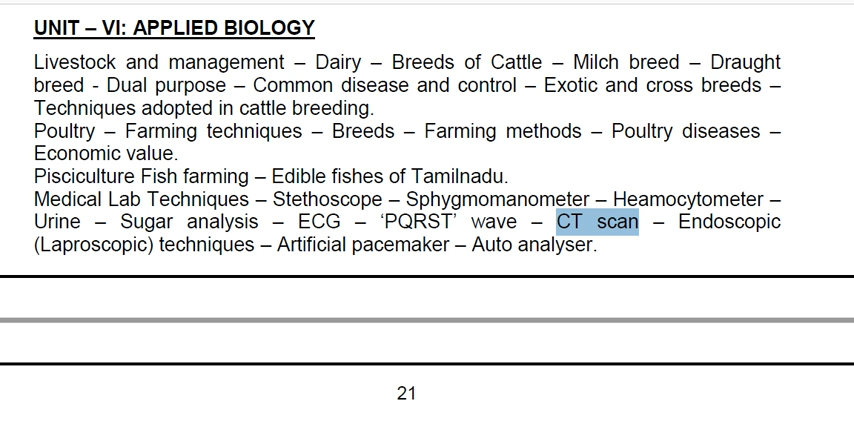 UNIT – VI: APPLIED BIOLOGY
Livestock and management – Dairy – Breeds of Cattle – Milch breed – Draught
breed - Dual purpose – Common disease and control – Exotic and cross breeds –
Techniques adopted in cattle breeding.
Poultry – Farming techniques – Breeds – Farming methods – Poultry diseases –
Economic value.
Pisciculture Fish farming – Edible fishes of Tamilnadu.
Medical Lab Techniques – Stethoscope – Sphygmomanometer – Heamocytometer –
Urine – Sugar analysis – ECG – ‘PQRST’ wave – CT scan – Endoscopic
(Laproscopic) techniques – Artificial pacemaker – Auto analyser.
21